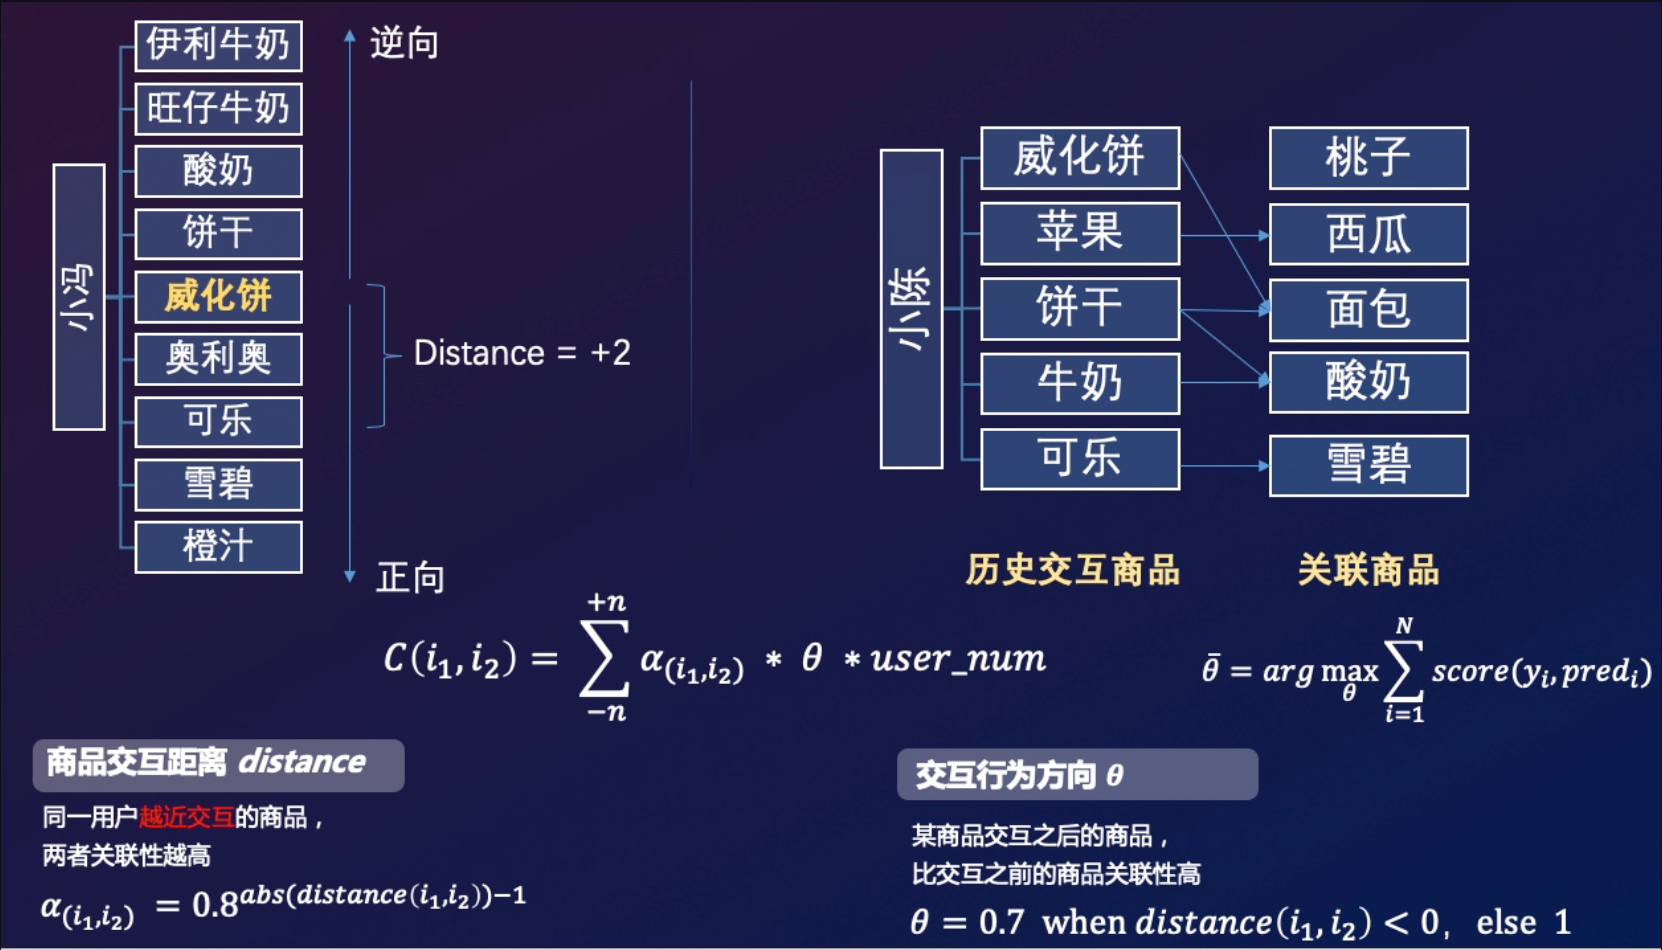 伊利牛奶
旺仔牛奶
酸奶
饼干
威化饼
奥利奥
可乐
雪碧
橙汁
小冯
逆向
Distance = +2
正向
小陈
威化饼
苹果
饼干
牛奶
可乐
桃子
西瓜
面包
酸奶
雪碧
历史交互商品
关联商品
C(i₁,i₂) = ∑₋ₙ⁺ⁿ α₍ᵢ₁,ᵢ₂₎ * θ * user_num
θ̄ = arg max_θ ∑ᵢ₌₁ᴺ score(yᵢ, predᵢ)
商品交互距离 distance
同一用户越近交互的商品，
两者关联性越高
α₍ᵢ₁,ᵢ₂₎ = 0.8^abs(distance(i₁,i₂))−1
交互行为方向 θ
某商品交互之后的商品，
比交互之前的商品关联性高
θ = 0.7 when distance(i₁, i₂) < 0, else 1